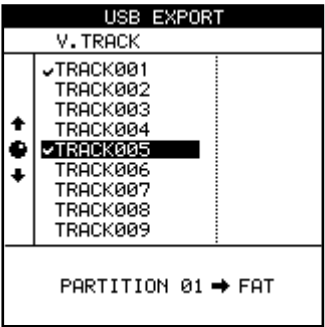 USB EXPORT
V.TRACK
✓TRACK001
TRACK002
TRACK003
TRACK004
✓TRACK005
TRACK006
TRACK007
TRACK008
TRACK009
PARTITION 01 ➡ FAT